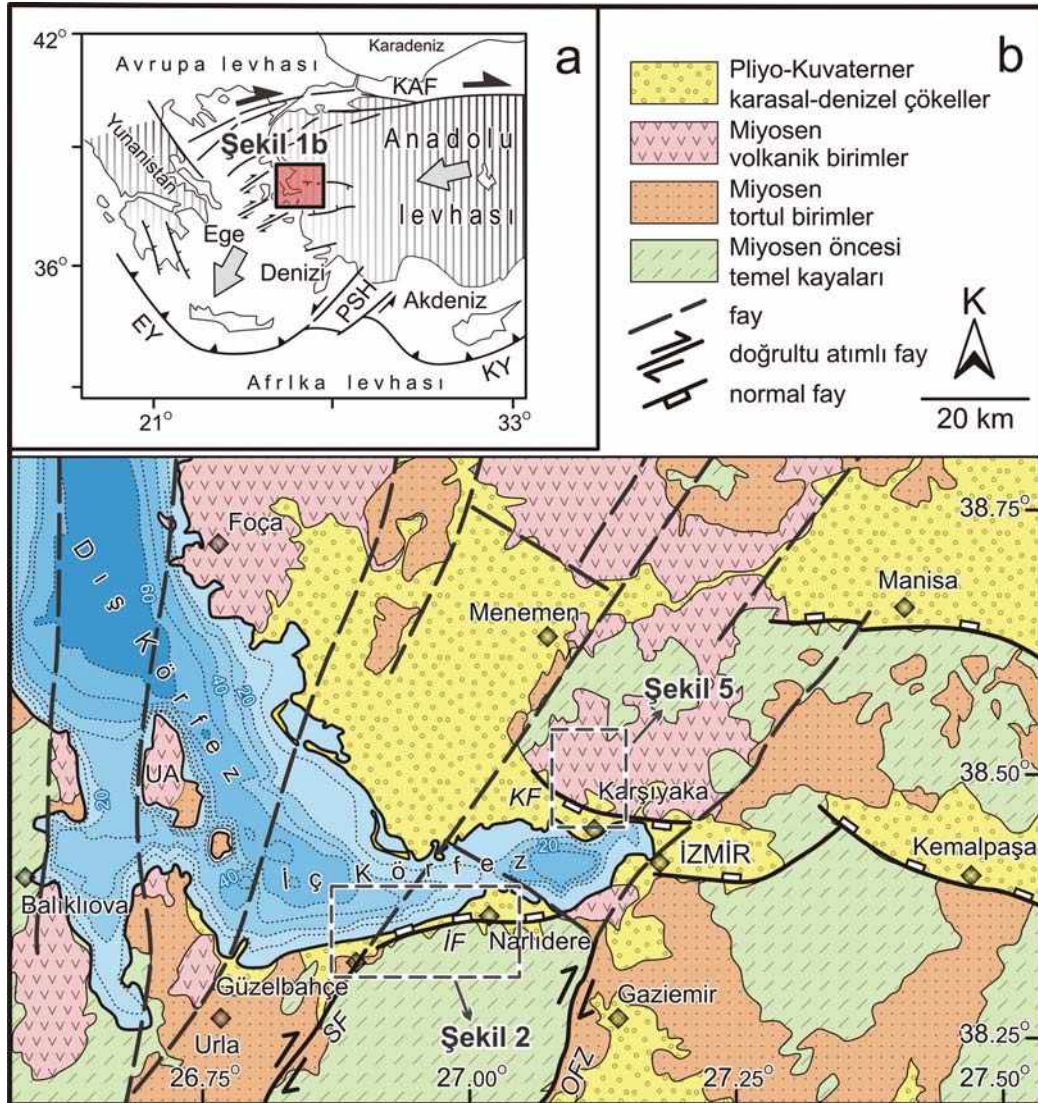 a
42°
Karadeniz
Avrupa levhası
KAF
Yunanistan
Şekil 1b
Anadolu
levhası
Ege
Denizi
36°
PSH
Akdeniz
EY
KY
Afrika levhası
21°
33°
b
Pliyo-Kuvaterner
karasal-denizel çökeller
Miyosen
volkanik birimler
Miyosen
tortul birimler
Miyosen öncesi
temel kayaları
fay
doğrultu atımlı fay
normal fay
K
20 km
Foça
38.75°
Dış Körfez
60
40
20
Manisa
Menemen
Şekil 5
UA
38.50°
KF
Karşıyaka
20
20
40
İç Körfez
İZMİR
Kemalpaşa
Balıklıova
İF
Narlıdere
Güzelbahçe
Gaziemir
Urla
SF
Şekil 2
OFZ
38.25°
26.75°
27.00°
27.25°
27.50°